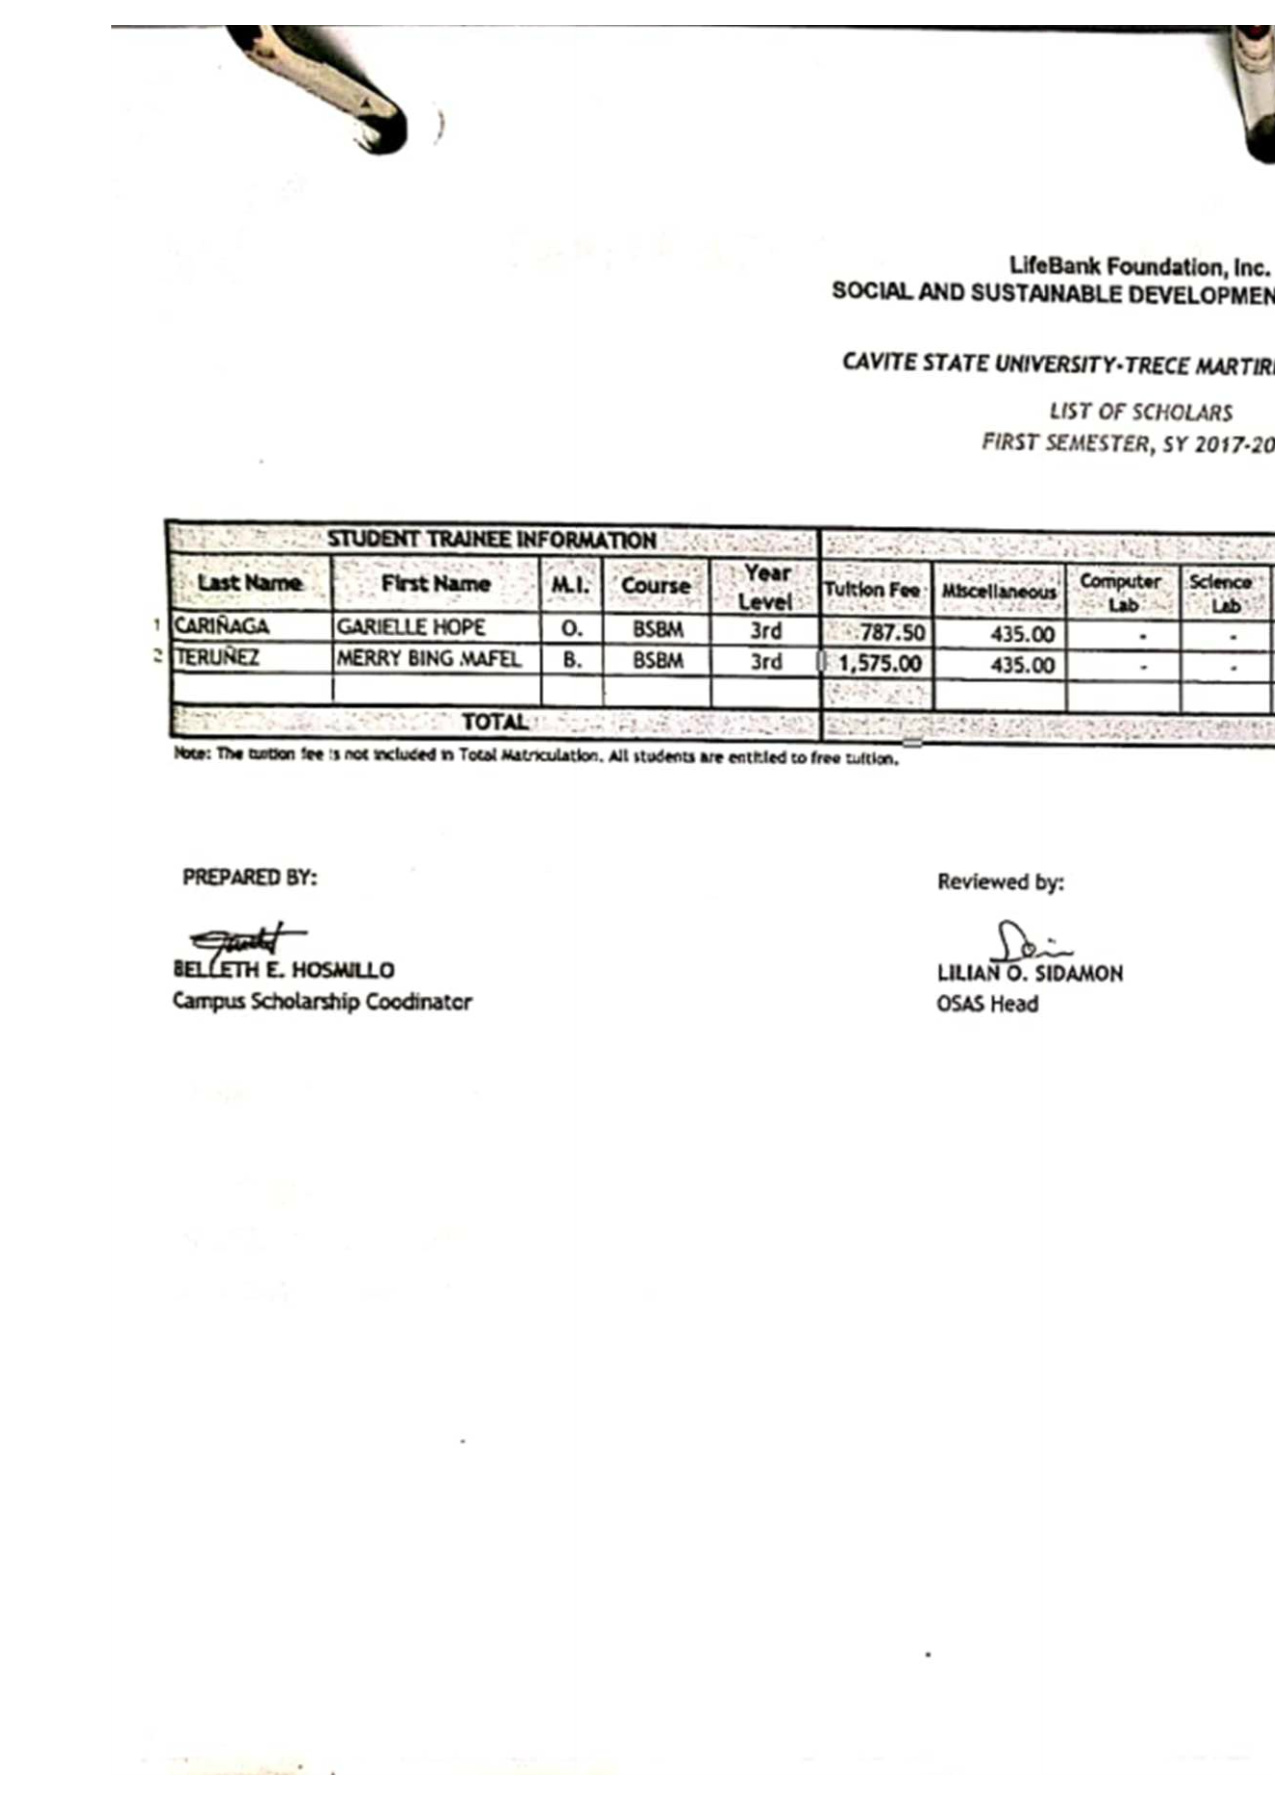 LifeBank Foundation, Inc.
SOCIAL AND SUSTAINABLE DEVELOPMEN
CAVITE STATE UNIVERSITY-TRECE MARTIR
LIST OF SCHOLARS
FIRST SEMESTER, SY 2017-20
STUDENT TRAINEE INFORMATION
Last Name First Name M.I. Course Year Level Tuition Fee Miscellaneous Computer Lab Science Lab
1 CARIÑAGA GARIELLE HOPE O. BSBM 3rd 787.50 435.00 - -
2 TERUÑEZ MERRY BING MAFEL B. BSBM 3rd 1,575.00 435.00 - -
TOTAL
Note: The tuition fee is not included in Total Matriculation. All students are entitled to free tuition.
PREPARED BY: Reviewed by:
BELLETH E. HOSMILLO LILIAN O. SIDAMON
Campus Scholarship Coodinator OSAS Head